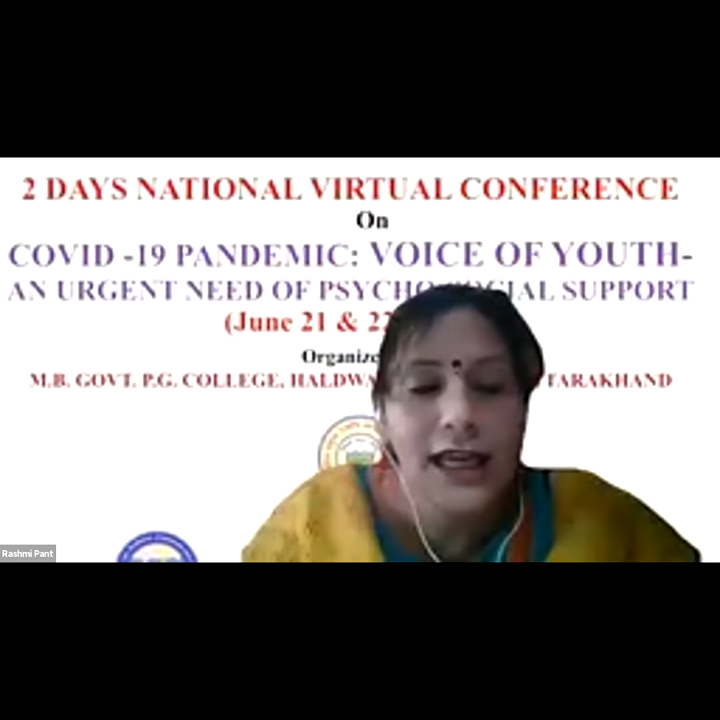 2 DAYS NATIONAL VIRTUAL CONFERENCE
On
COVID -19 PANDEMIC: VOICE OF YOUTH-
AN URGENT NEED OF PSYCHO SOCIAL SUPPORT
(June 21 & 22
Organize
M.B. GOVT. P.G. COLLEGE, HALDWA TARAKHAND
Rashmi Pant